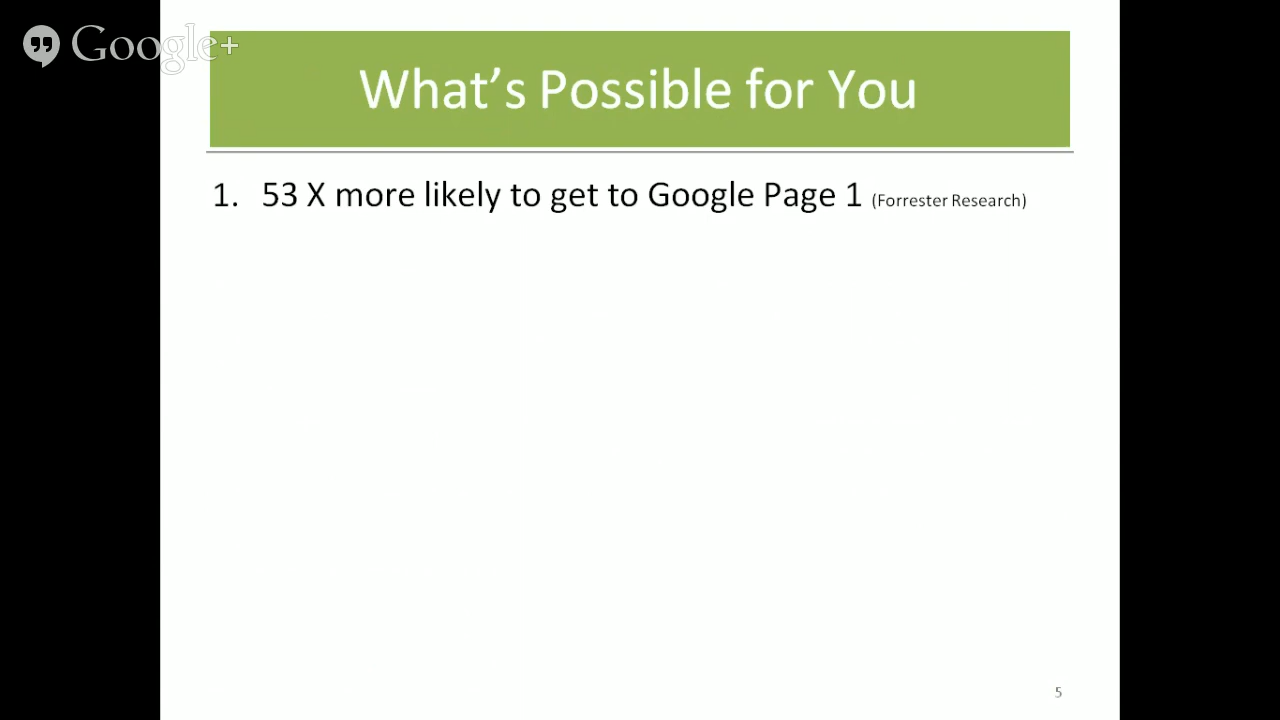 Google+
What's Possible for You
1. 53 X more likely to get to Google Page 1 (Forrester Research)
5